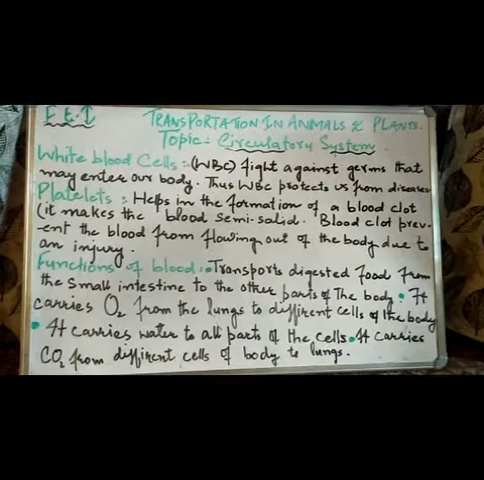 TRANSPORTATION IN ANIMALS & PLANTS.
Topic:- Circulatory System
White blood Cells:-(WBC) fight against germs that
may enter our body. Thus WBC protects us from diseases
Platelets: Helps in the formation of a blood clot
(it makes the blood semi-solid. Blood clot prev-
ent the blood from flowing out of the body due to
an injury.
Functions of blood:•Transports digested food from
the small intestine to the other parts of The body•It
carries O₂ from the lungs to diffirent cells of the body
•It carries water to all parts of the cells•It carries
CO₂ from diffirent cells of body to lungs.